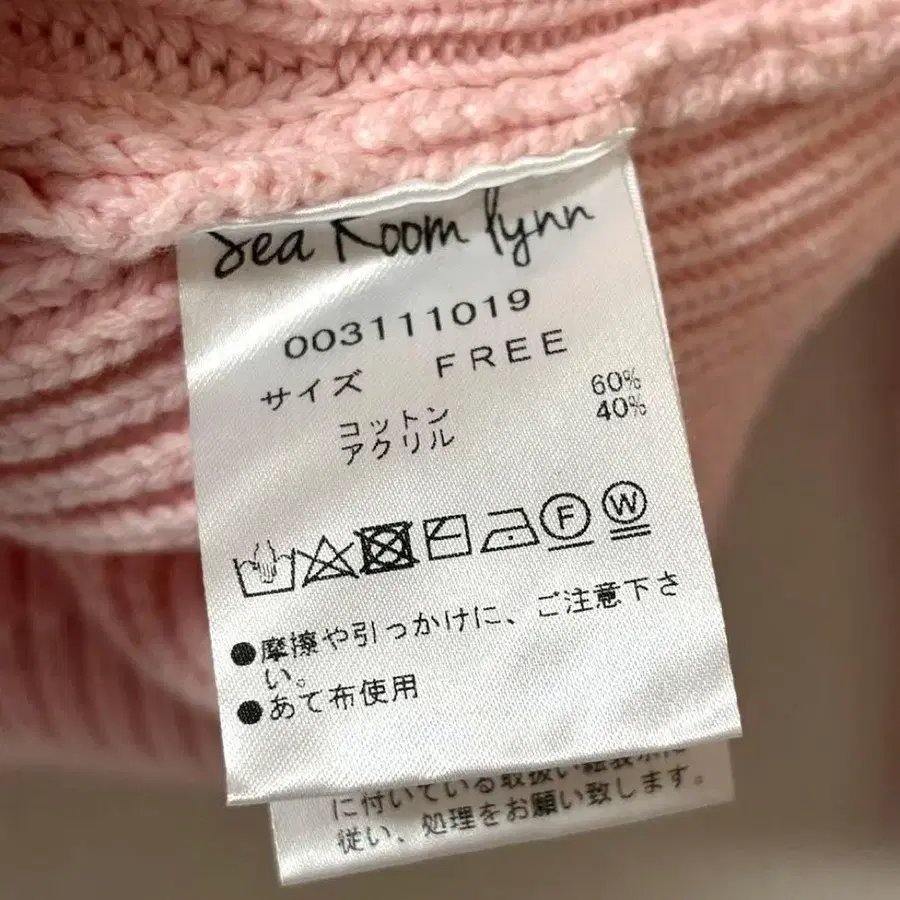 Sea Room lynn
003111019
サイズ FREE
コットン 60%
アクリル 40%
F W
●摩擦や引っかけに、ご注意下さ
い。
●あて布使用
に付いている取扱い絵表示に
従い、処理をお願い致します。